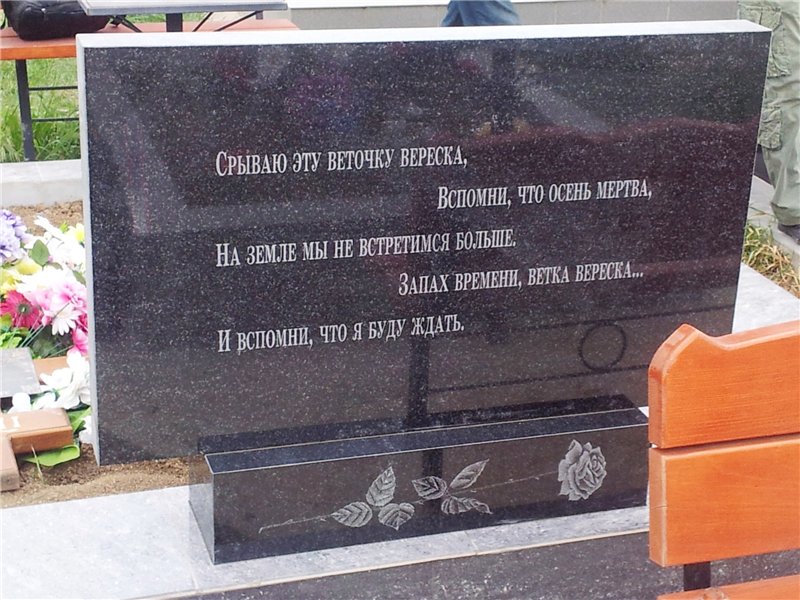 Срываю эту веточку вереска,
Вспомни, что осень мертва,
На земле мы не встретимся больше.
Запах времени, ветка вереска...
И вспомни, что я буду ждать.